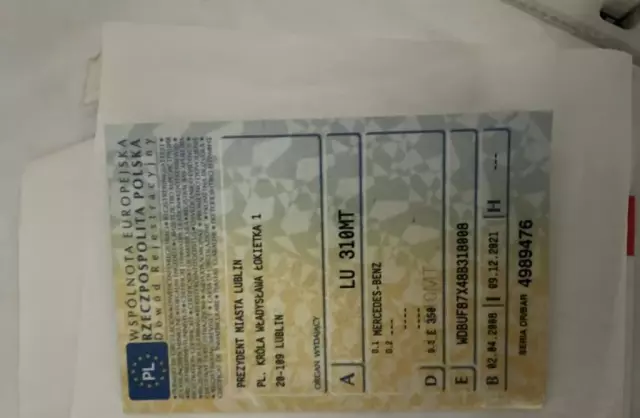 PL
WSPÓLNOTA EUROPEJSKA
RZECZPOSPOLITA POLSKA
Dowód Rejestracyjny
PREZYDENT MIASTA LUBLIN
PL. KRÓLA WŁADYSŁAWA ŁOKIETKA 1
20-109 LUBLIN
ORGAN WYDAJĄCY
A LU 310MT
D.1 MERCEDES-BENZ
D.2 ----
----
----
D D.3 E 350
E WDBUFB7X48B318008
B 02.04.2008 I 09.12.2021 H ---
SERIA DR/BAR 4989476